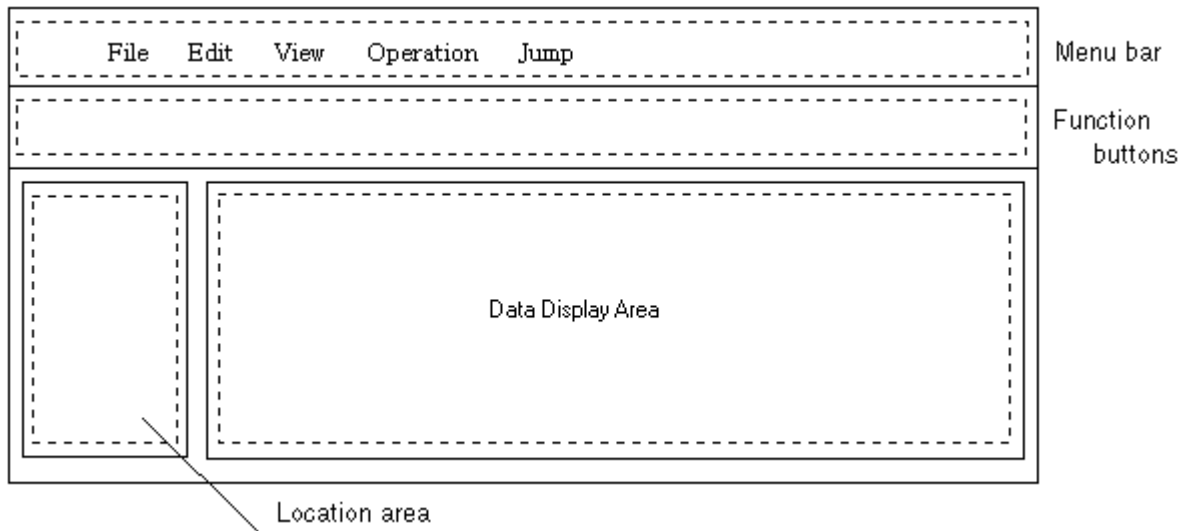 File Edit View Operation Jump
Menu bar
Function
buttons
Data Display Area
Location area